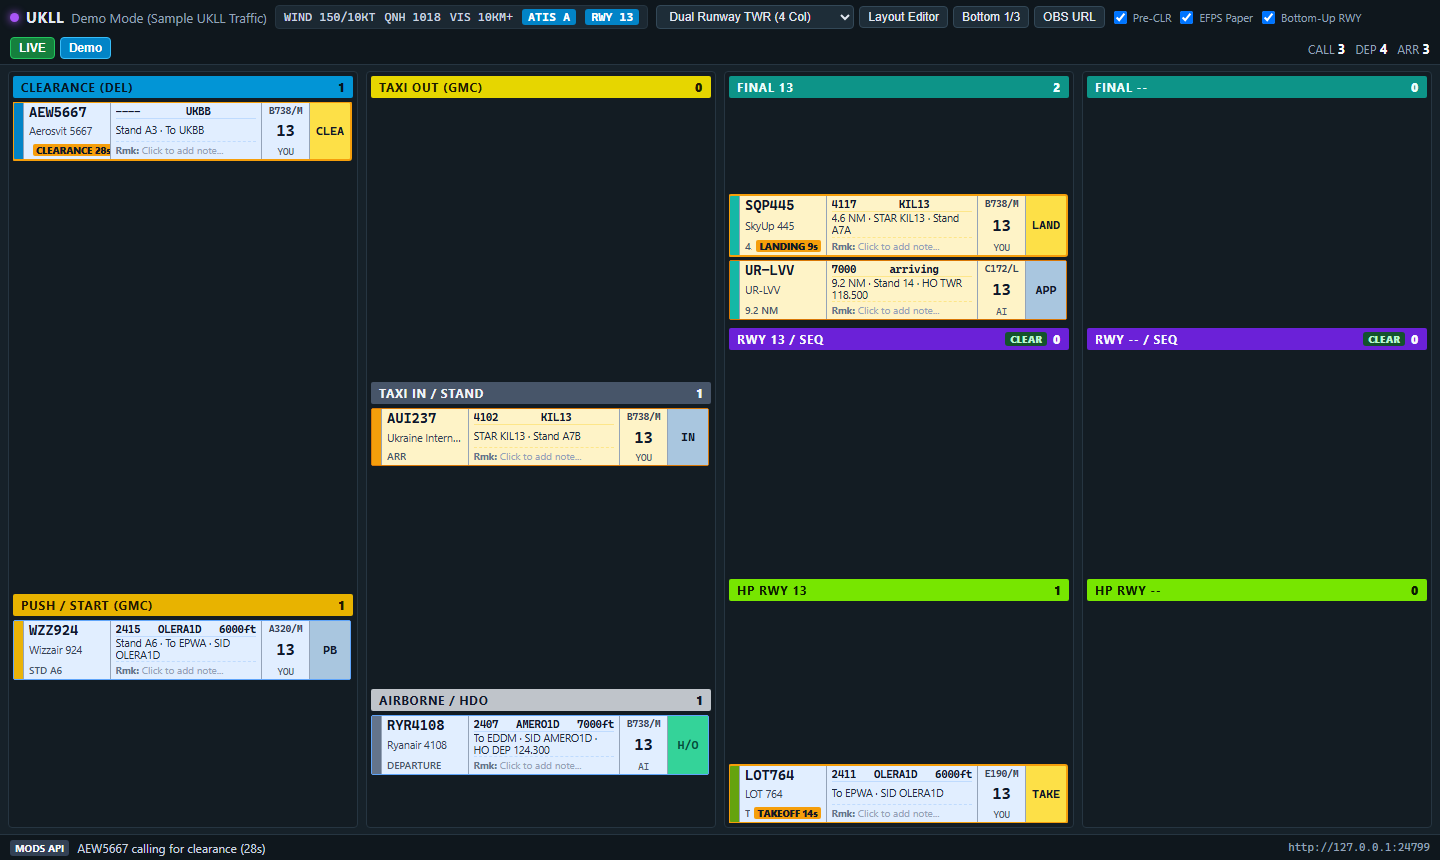 UKLL Demo Mode (Sample UKLL Traffic) WIND 150/10KT QNH 1018 VIS 10KM+ ATIS A RWY 13 Dual Runway TWR (4 Col) Layout Editor Bottom 1/3 OBS URL Pre-CLR EFPS Paper Bottom-Up RWY
LIVE Demo CALL 3 DEP 4 ARR 3
CLEARANCE (DEL) 1
AEW5667 ---- UKBB B738/M
Aerosvit 5667 Stand A3 · To UKBB 13 CLEA
CLEARANCE 28s Rmk: Click to add note... YOU
PUSH / START (GMC) 1
WZZ924 2415 OLERA1D 6000ft A320/M
Wizzair 924 Stand A6 · To EPWA · SID 13 PB
OLERA1D
STD A6 Rmk: Click to add note... YOU
TAXI OUT (GMC) 0
TAXI IN / STAND 1
AUI237 4102 KIL13 B738/M
Ukraine Intern... STAR KIL13 · Stand A7B 13 IN
ARR Rmk: Click to add note... YOU
AIRBORNE / HDO 1
RYR4108 2407 AMERO1D 7000ft B738/M
Ryanair 4108 To EDDM · SID AMERO1D · 13 H/O
HO DEP 124.300
DEPARTURE Rmk: Click to add note... AI
FINAL 13 2
SQP445 4117 KIL13 B738/M
SkyUp 445 4.6 NM · STAR KIL13 · Stand 13 LAND
A7A
4. LANDING 9s Rmk: Click to add note... YOU
UR-LVV 7000 arriving C172/L
UR-LVV 9.2 NM · Stand 14 · HO TWR 13 APP
118.500
9.2 NM Rmk: Click to add note... AI
RWY 13 / SEQ CLEAR 0
HP RWY 13 1
LOT764 2411 OLERA1D 6000ft E190/M
LOT 764 To EPWA · SID OLERA1D 13 TAKE
T TAKEOFF 14s Rmk: Click to add note... YOU
FINAL -- 0
RWY -- / SEQ CLEAR 0
HP RWY -- 0
MODS API AEW5667 calling for clearance (28s) http://127.0.0.1:24799